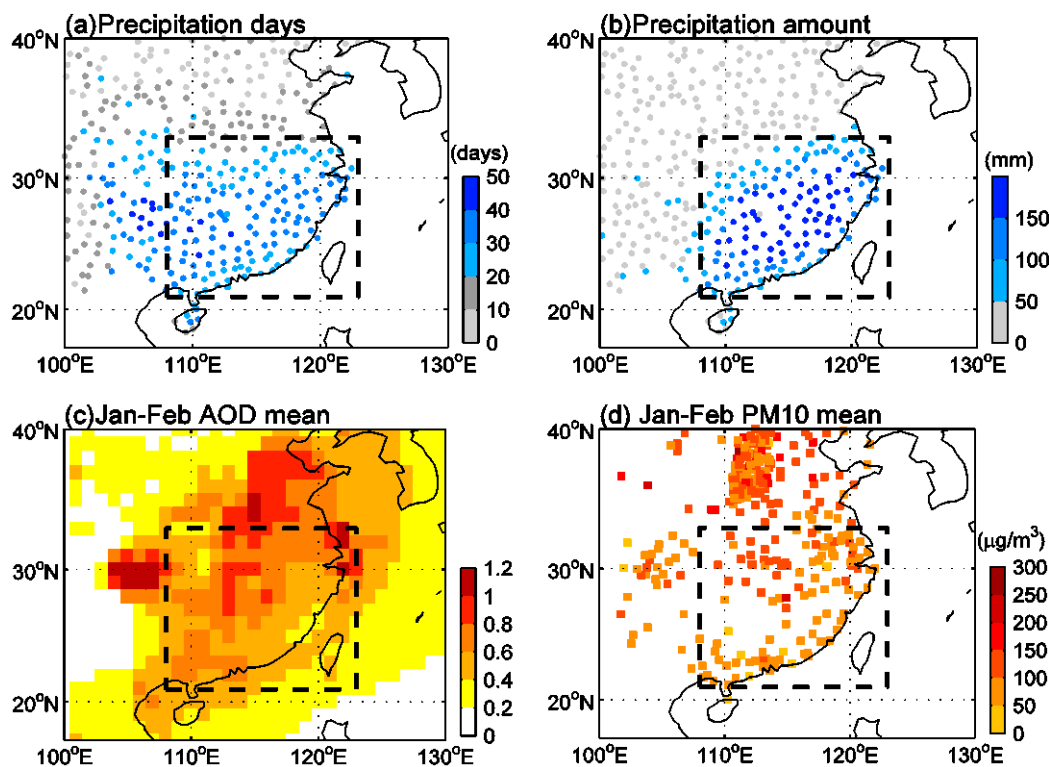 (a)Precipitation days
40°N
30°N
20°N
100°E 110°E 120°E 130°E
(days)
50
40
30
20
10
0
(b)Precipitation amount
40°N
30°N
20°N
100°E 110°E 120°E 130°E
(mm)
150
100
50
0
(c)Jan-Feb AOD mean
40°N
30°N
20°N
100°E 110°E 120°E 130°E
1.2
1
0.8
0.6
0.4
0.2
0
(d) Jan-Feb PM10 mean
40°N
30°N
20°N
100°E 110°E 120°E 130°E
(μg/m³)
300
250
200
150
100
50
0